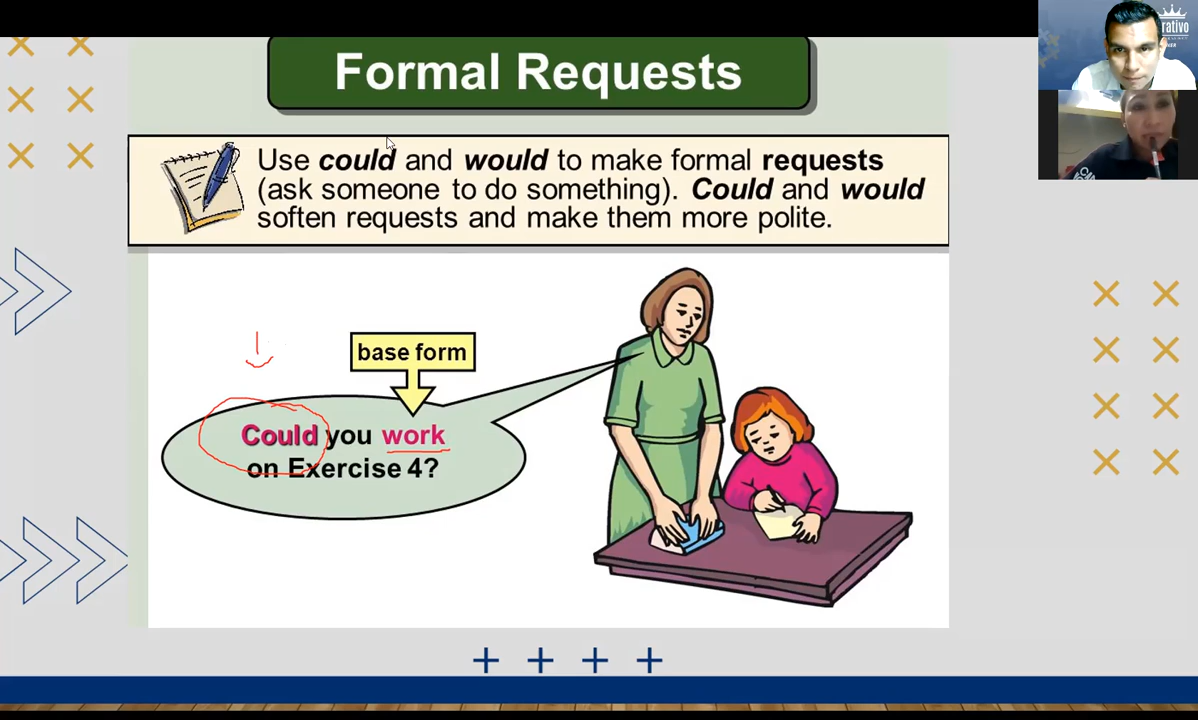 Formal Requests
Use could and would to make formal requests
(ask someone to do something). Could and would
soften requests and make them more polite.
base form
Could you work
on Exercise 4?
rativo